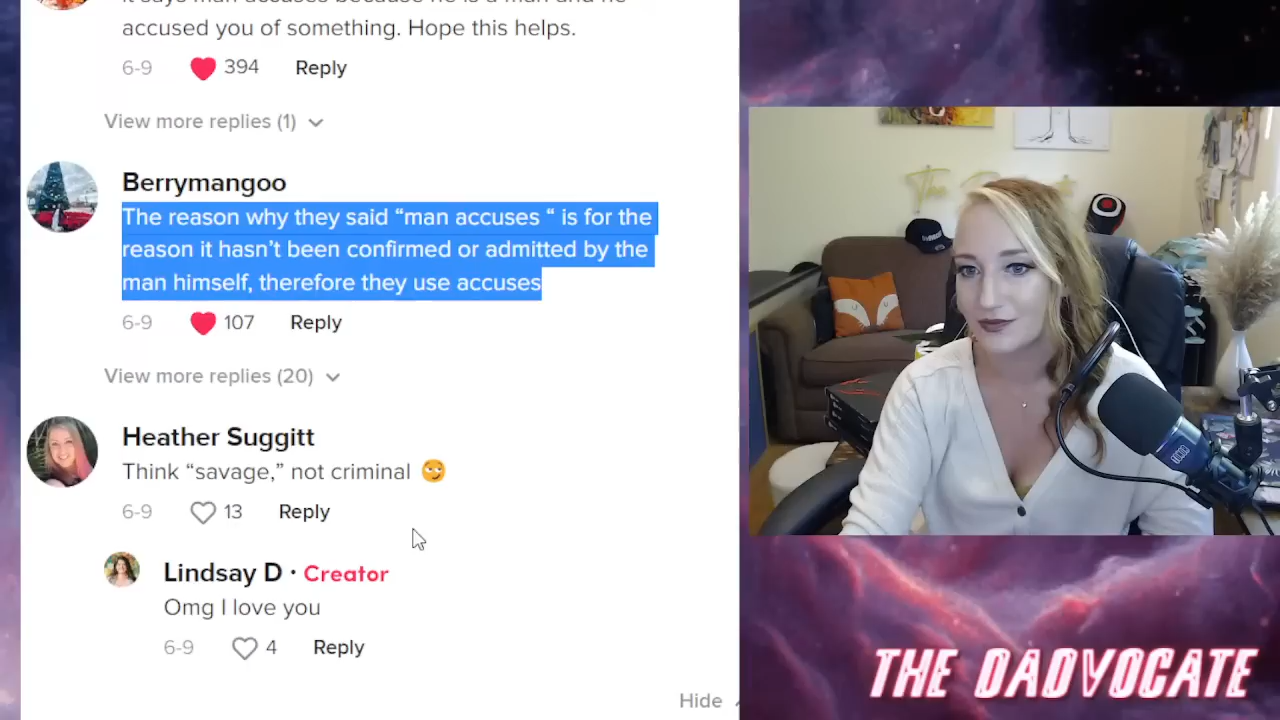 it says man accuses because he is a man and he
accused you of something. Hope this helps.
6-9 394 Reply
View more replies (1)
Berrymangoo
The reason why they said “man accuses “ is for the
reason it hasn’t been confirmed or admitted by the
man himself, therefore they use accuses
6-9 107 Reply
View more replies (20)
Heather Suggitt
Think “savage,” not criminal 🙄
6-9 13 Reply
Lindsay D · Creator
Omg I love you
6-9 4 Reply
Hide
THE DADVOCATE